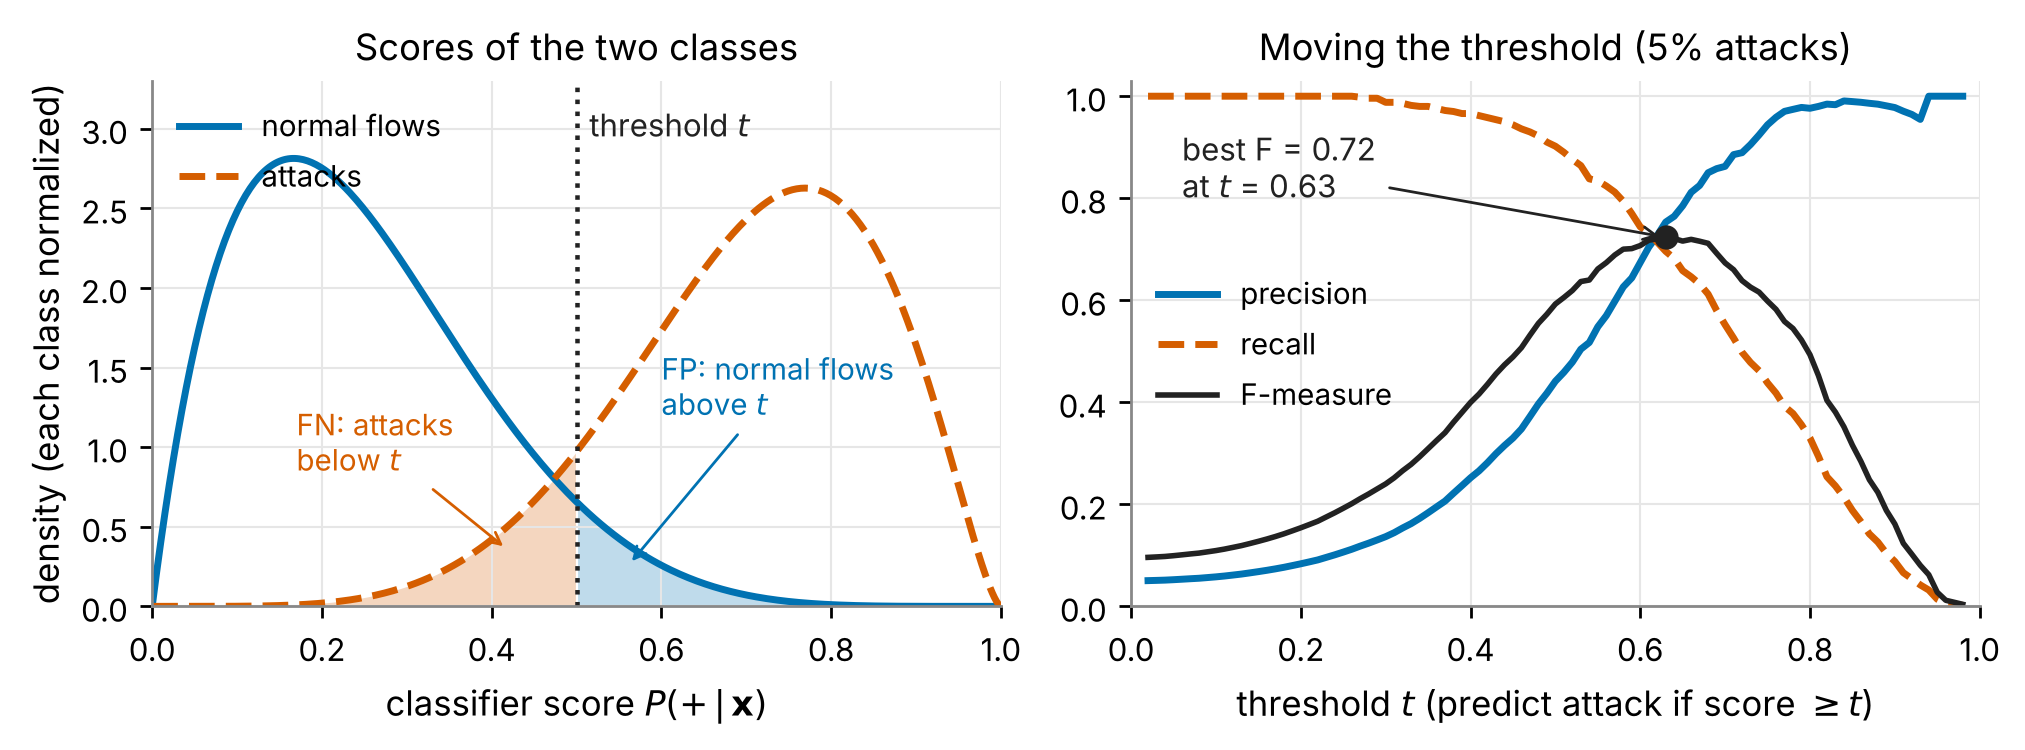 Scores of the two classes
density (each class normalized)
3.0
2.5
2.0
1.5
1.0
0.5
0.0
normal flows
attacks
threshold t
FN: attacks
below t
FP: normal flows
above t
0.0 0.2 0.4 0.6 0.8 1.0
classifier score P(+ | x)
Moving the threshold (5% attacks)
1.0
0.8
0.6
0.4
0.2
0.0
best F = 0.72
at t = 0.63
precision
recall
F-measure
0.0 0.2 0.4 0.6 0.8 1.0
threshold t (predict attack if score ≥ t)